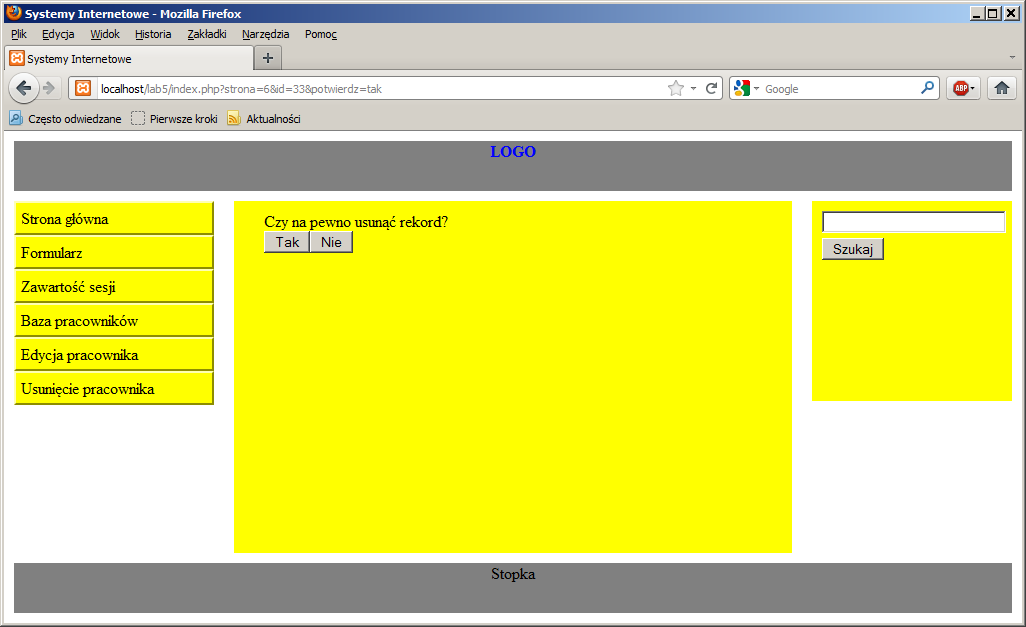 Systemy Internetowe - Mozilla Firefox
Plik Edycja Widok Historia Zakładki Narzędzia Pomoc
Systemy Internetowe
localhost/lab5/index.php?strona=6&id=33&potwierdz=tak
Google
ABP
Często odwiedzane Pierwsze kroki Aktualności
LOGO
Strona główna
Formularz
Zawartość sesji
Baza pracowników
Edycja pracownika
Usunięcie pracownika
Czy na pewno usunąć rekord?
Tak Nie
Szukaj
Stopka